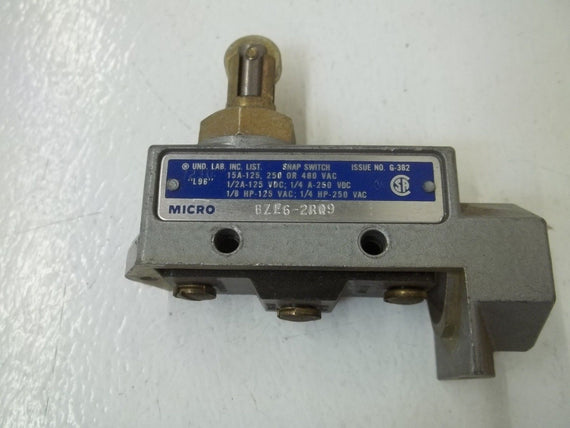 UND. LAB. INC. LIST. SNAP SWITCH ISSUE NO. G-382
"L96" 15A-125, 250 OR 480 VAC
1/2A-125 VDC; 1/4 A-250 VDC
1/8 HP-125 VAC; 1/4 HP-250 VAC
MICRO BZE6-2RQ9